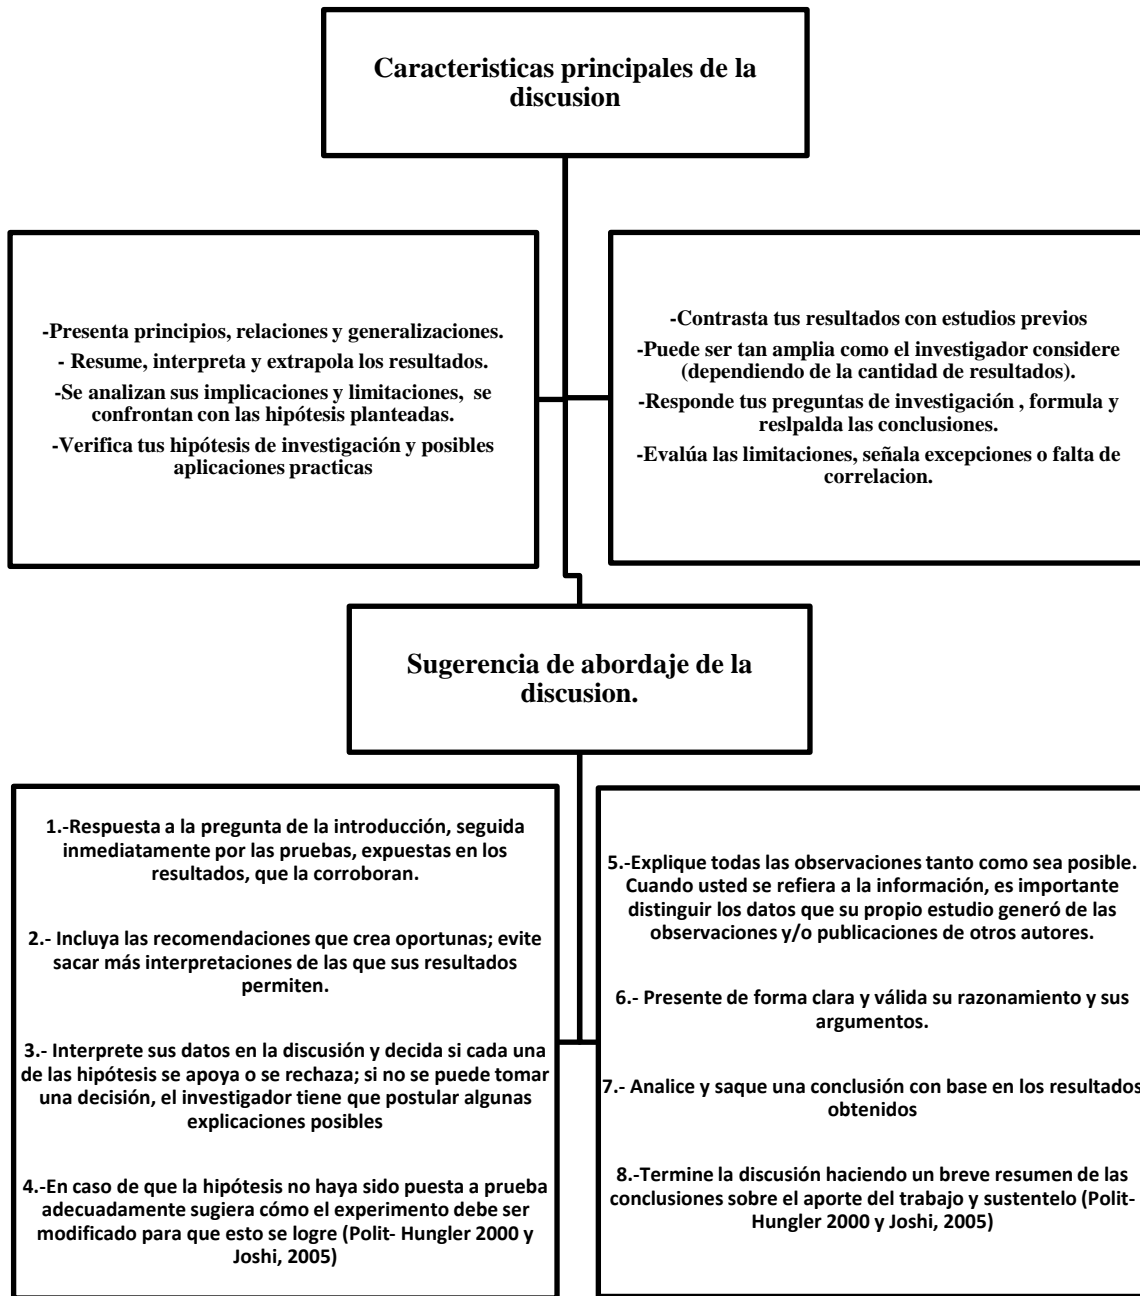 Caracteristicas principales de la
discusion
-Presenta principios, relaciones y generalizaciones.
- Resume, interpreta y extrapola los resultados.
-Se analizan sus implicaciones y limitaciones, se
confrontan con las hipótesis planteadas.
-Verifica tus hipótesis de investigación y posibles
aplicaciones practicas
-Contrasta tus resultados con estudios previos
-Puede ser tan amplia como el investigador considere
(dependiendo de la cantidad de resultados).
-Responde tus preguntas de investigación , formula y
reslpalda las conclusiones.
-Evalúa las limitaciones, señala excepciones o falta de
correlacion.
Sugerencia de abordaje de la
discusion.
1.-Respuesta a la pregunta de la introducción, seguida
inmediatamente por las pruebas, expuestas en los
resultados, que la corroboran.
2.- Incluya las recomendaciones que crea oportunas; evite
sacar más interpretaciones de las que sus resultados
permiten.
3.- Interprete sus datos en la discusión y decida si cada una
de las hipótesis se apoya o se rechaza; si no se puede tomar
una decisión, el investigador tiene que postular algunas
explicaciones posibles
4.-En caso de que la hipótesis no haya sido puesta a prueba
adecuadamente sugiera cómo el experimento debe ser
modificado para que esto se logre (Polit- Hungler 2000 y
Joshi, 2005)
5.-Explique todas las observaciones tanto como sea posible.
Cuando usted se refiera a la información, es importante
distinguir los datos que su propio estudio generó de las
observaciones y/o publicaciones de otros autores.
6.- Presente de forma clara y válida su razonamiento y sus
argumentos.
7.- Analice y saque una conclusión con base en los resultados
obtenidos
8.-Termine la discusión haciendo un breve resumen de las
conclusiones sobre el aporte del trabajo y sustentelo (Polit-
Hungler 2000 y Joshi, 2005)